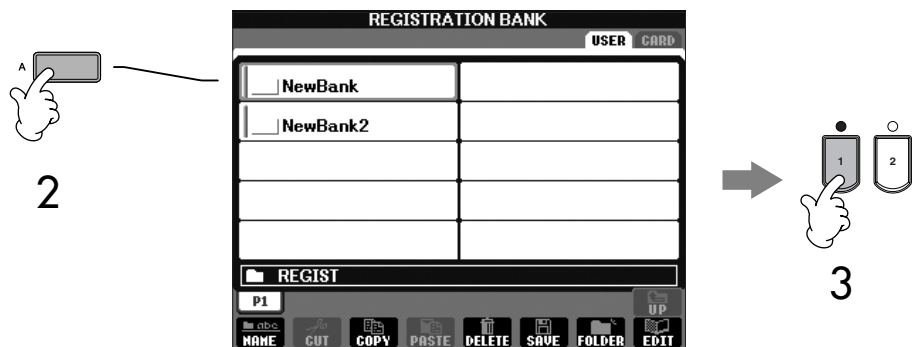 REGISTRATION BANK
USER CARD
A
NewBank
NewBank2
1 2
2
3
REGIST
P1
UP
abc
NAME CUT COPY PASTE DELETE SAVE FOLDER EDIT